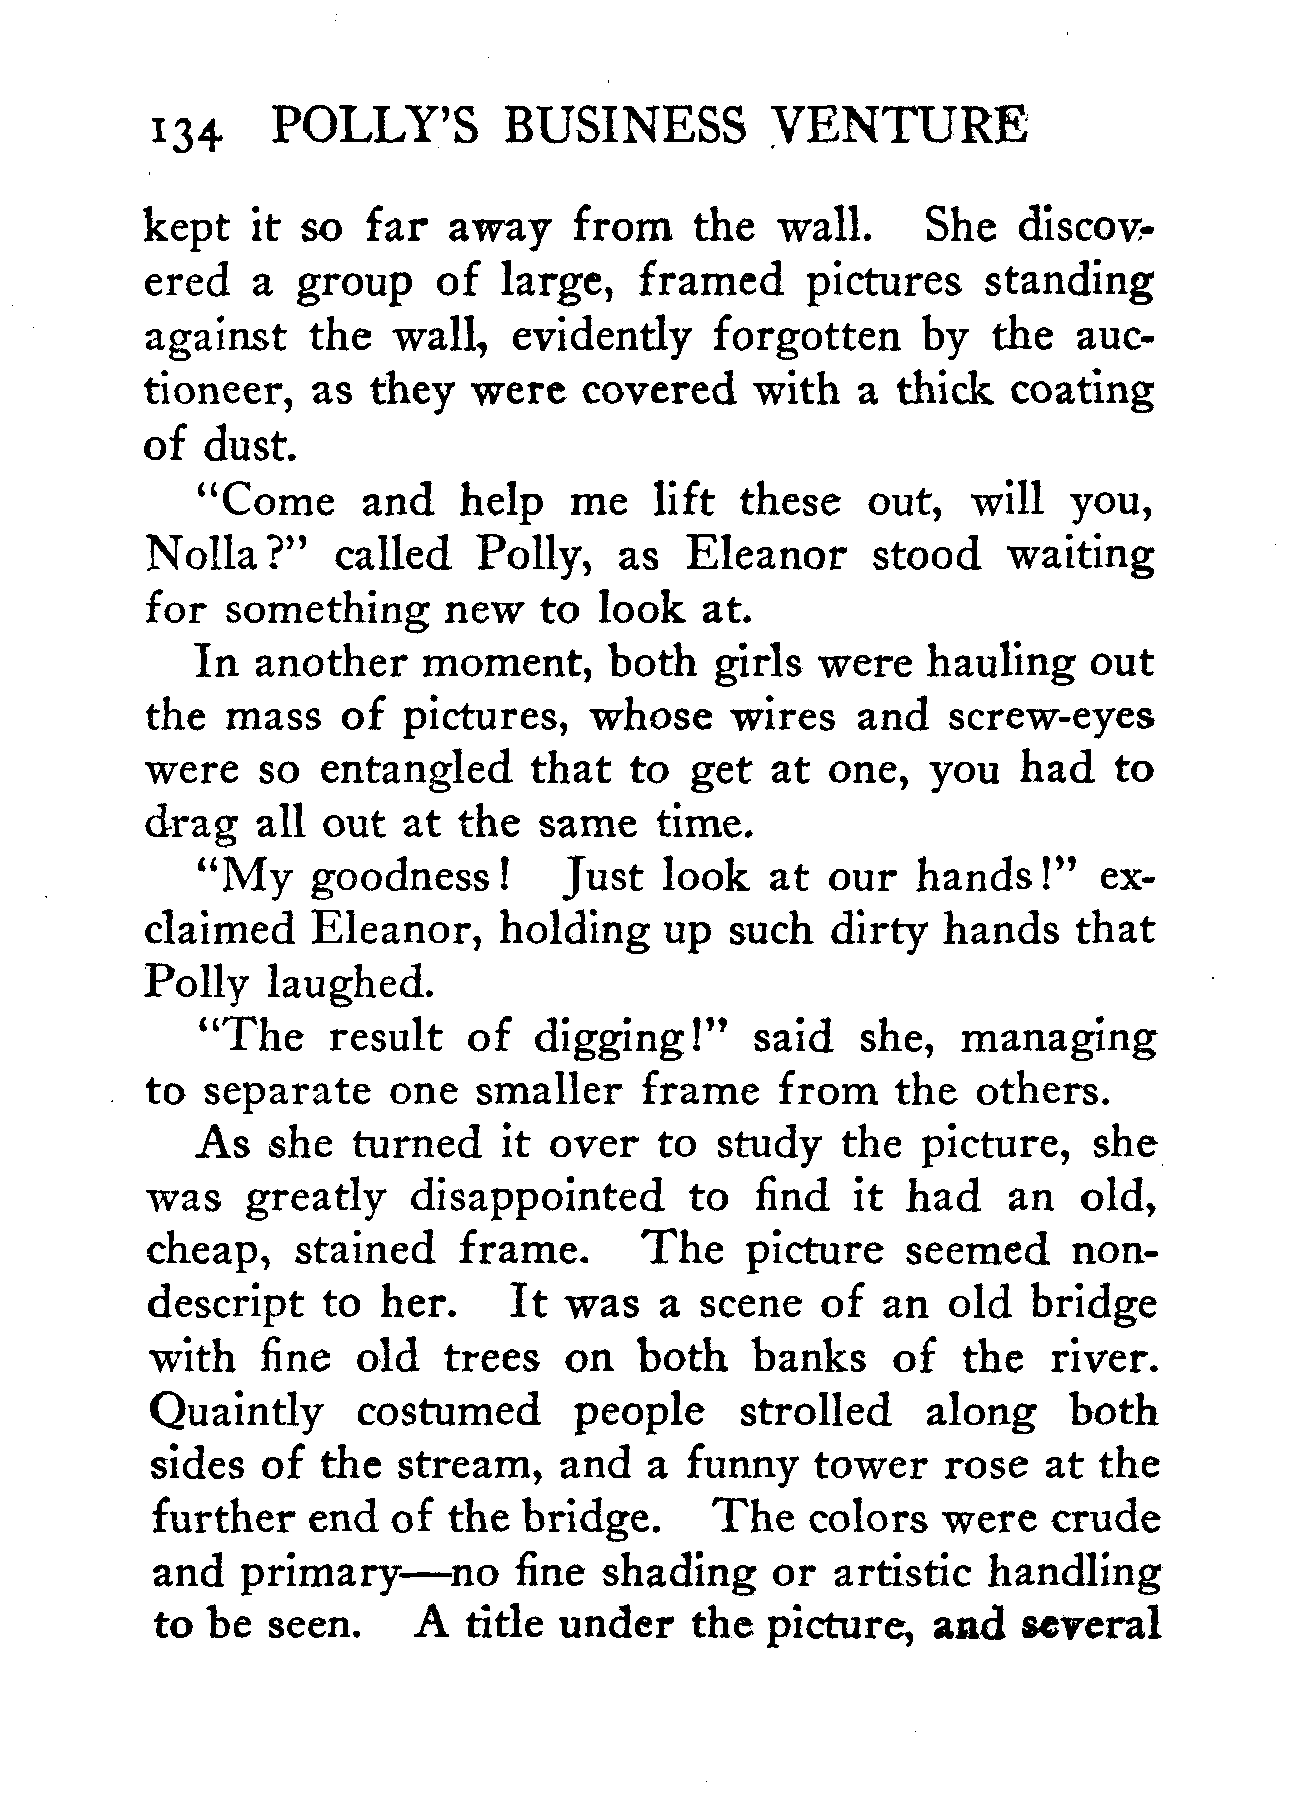 134 POLLY'S BUSINESS VENTURE
kept it so far away from the wall. She discov-
ered a group of large, framed pictures standing
against the wall, evidently forgotten by the auc-
tioneer, as they were covered with a thick coating
of dust.
"Come and help me lift these out, will you,
Nolla?" called Polly, as Eleanor stood waiting
for something new to look at.
In another moment, both girls were hauling out
the mass of pictures, whose wires and screw-eyes
were so entangled that to get at one, you had to
drag all out at the same time.
"My goodness! Just look at our hands!" ex-
claimed Eleanor, holding up such dirty hands that
Polly laughed.
"The result of digging!" said she, managing
to separate one smaller frame from the others.
As she turned it over to study the picture, she
was greatly disappointed to find it had an old,
cheap, stained frame. The picture seemed non-
descript to her. It was a scene of an old bridge
with fine old trees on both banks of the river.
Quaintly costumed people strolled along both
sides of the stream, and a funny tower rose at the
further end of the bridge. The colors were crude
and primary—no fine shading or artistic handling
to be seen. A title under the picture, and several